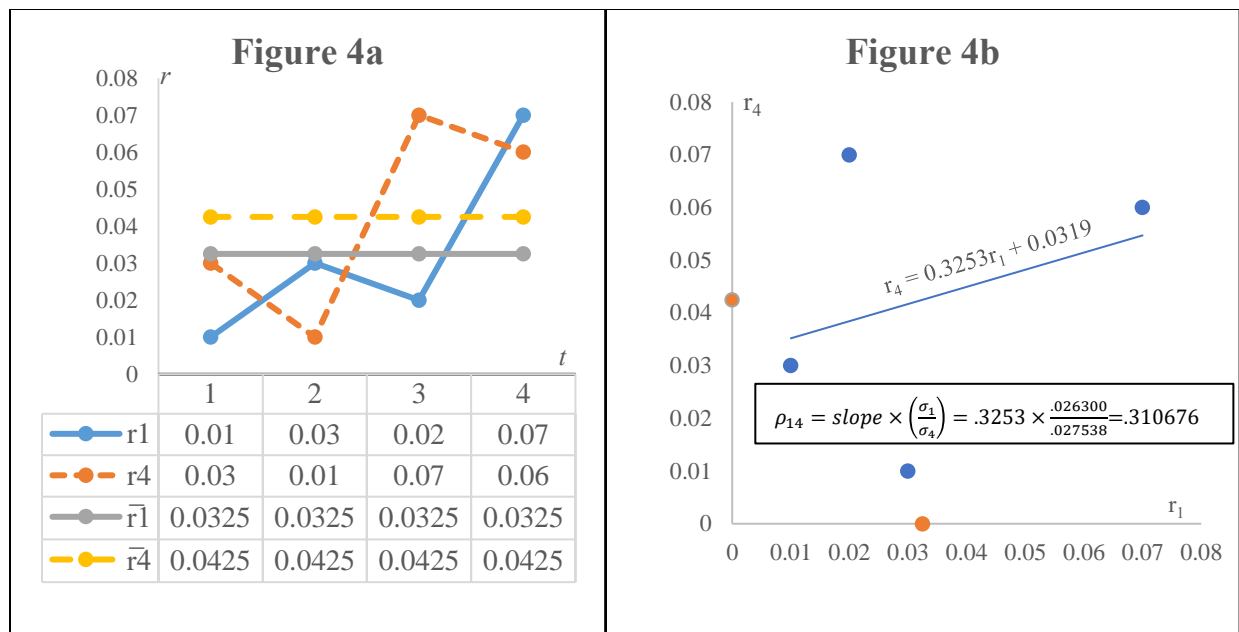 Figure 4a
r
0.08
0.07
0.06
0.05
0.04
0.03
0.02
0.01
0
t
1 2 3 4
r1 0.01 0.03 0.02 0.07
r4 0.03 0.01 0.07 0.06
r̅1 0.0325 0.0325 0.0325 0.0325
r̅4 0.0425 0.0425 0.0425 0.0425
Figure 4b
r₄
0.08
0.07
0.06
0.05
0.04
0.03
0.02
0.01
0
r₄ = 0.3253r₁ + 0.0319
ρ₁₄ = slope × (σ₁/σ₄) = .3253 × .026300/.027538=.310676
r₁
0 0.01 0.02 0.03 0.04 0.05 0.06 0.07 0.08